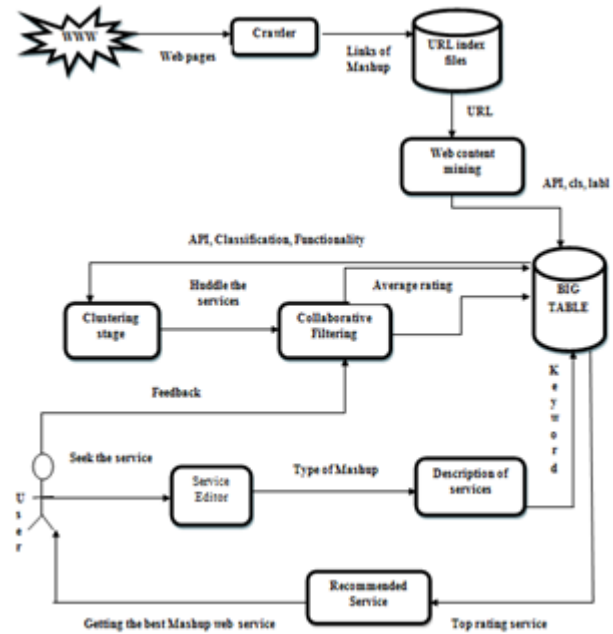 WWW
Crawler
Web pages
Links of
Mashup
URL index
files
URL
Web content
mining
API, cls, labl
API, Classification, Functionality
Huddle the
services
Average rating
BIG
TABLE
Clustering
stage
Collaborative
Filtering
Feedback
Keyword
Seek the service
Type of Mashup
Service
Editor
Description of
services
User
Recommended
Service
Getting the best Mashup web service
Top rating service